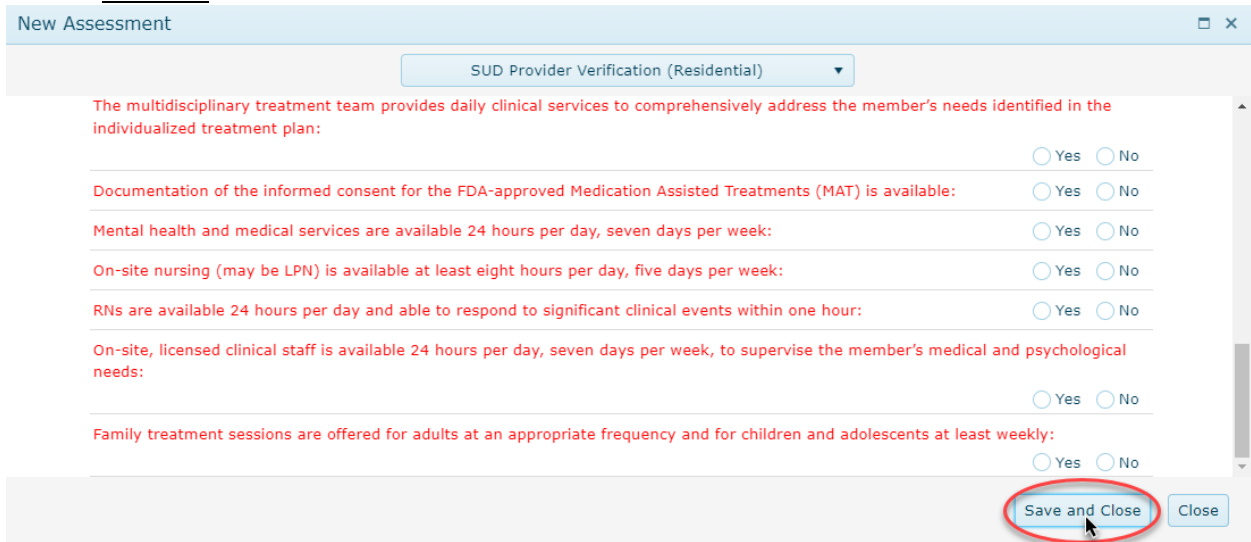 New Assessment
SUD Provider Verification (Residential)
The multidisciplinary treatment team provides daily clinical services to comprehensively address the member’s needs identified in the
individualized treatment plan:
Yes No
Documentation of the informed consent for the FDA-approved Medication Assisted Treatments (MAT) is available: Yes No
Mental health and medical services are available 24 hours per day, seven days per week: Yes No
On-site nursing (may be LPN) is available at least eight hours per day, five days per week: Yes No
RNs are available 24 hours per day and able to respond to significant clinical events within one hour: Yes No
On-site, licensed clinical staff is available 24 hours per day, seven days per week, to supervise the member’s medical and psychological
needs:
Yes No
Family treatment sessions are offered for adults at an appropriate frequency and for children and adolescents at least weekly:
Yes No
Save and Close Close